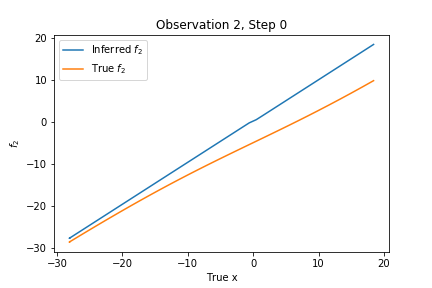 Observation 2, Step 0
Inferred f₂
True f₂
20
10
0
−10
−20
−30
f₂
−30
−20
−10
0
10
20
True x